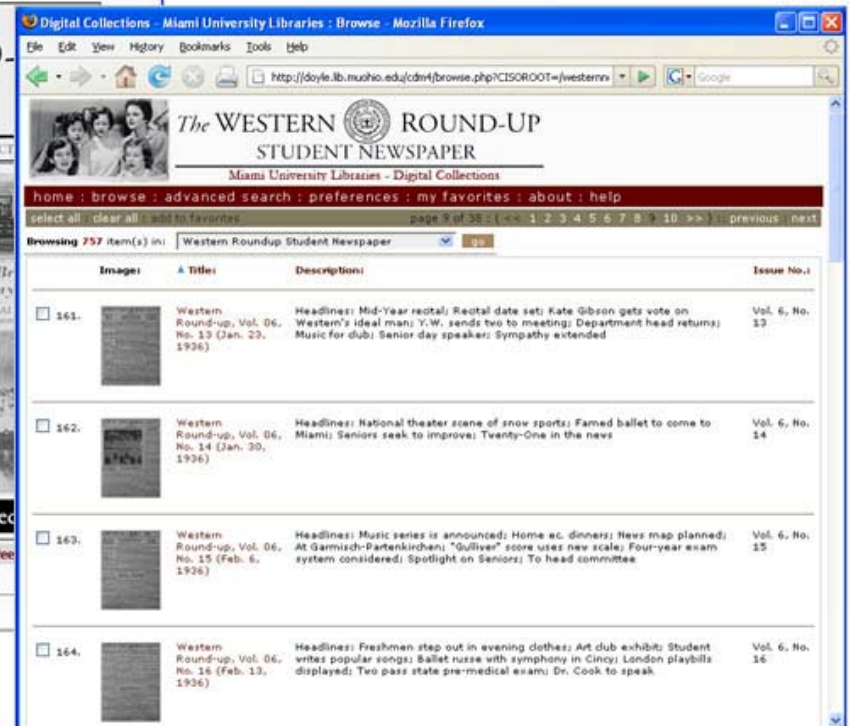 Digital Collections - Miami University Libraries : Browse - Mozilla Firefox
File Edit View History Bookmarks Tools Help
http://doyle.lib.muohio.edu/cdm4/browse.php?CISOROOT=/westernr
Google
The WESTERN ROUND-UP
STUDENT NEWSPAPER
Miami University Libraries - Digital Collections
home : browse : advanced search : preferences : my favorites : about : help
select all : clear all : add to favorites page 9 of 38 : ( << 1 2 3 4 5 6 7 8 9 10 >> ) :: previous : next
Browsing 757 item(s) in: Western Roundup Student Newspaper go
Image: Title: Description: Issue No.:
161. Western Headlines: Mid-Year recital; Recital date set; Kate Gibson gets vote on Vol. 6, No.
Round-up, Vol. 06, Western's ideal man; Y.W. sends two to meeting; Department head returns; 13
No. 13 (Jan. 23, Music for club; Senior day speaker; Sympathy extended
1936)
162. Western Headlines: National theater scene of snow sports; Famed ballet to come to Vol. 6, No.
Round-up, Vol. 06, Miami; Seniors seek to improve; Twenty-One in the news 14
No. 14 (Jan. 30,
1936)
163. Western Headlines: Music series is announced; Home ec. dinners; News map planned; Vol. 6, No.
Round-up, Vol. 06, At Garmisch-Partenkirchen; "Gulliver" score uses new scale; Four-year exam 15
No. 15 (Feb. 6, system considered; Spotlight on Seniors; To head committee
1936)
164. Western Headlines: Freshmen step out in evening clothes; Art club exhibit; Student Vol. 6, No.
Round-up, Vol. 06, writes popular songs; Ballet russe with symphony in Cincy; London playbills 16
No. 16 (Feb. 13, displayed; Two pass state pre-medical exam; Dr. Cook to speak
1936)